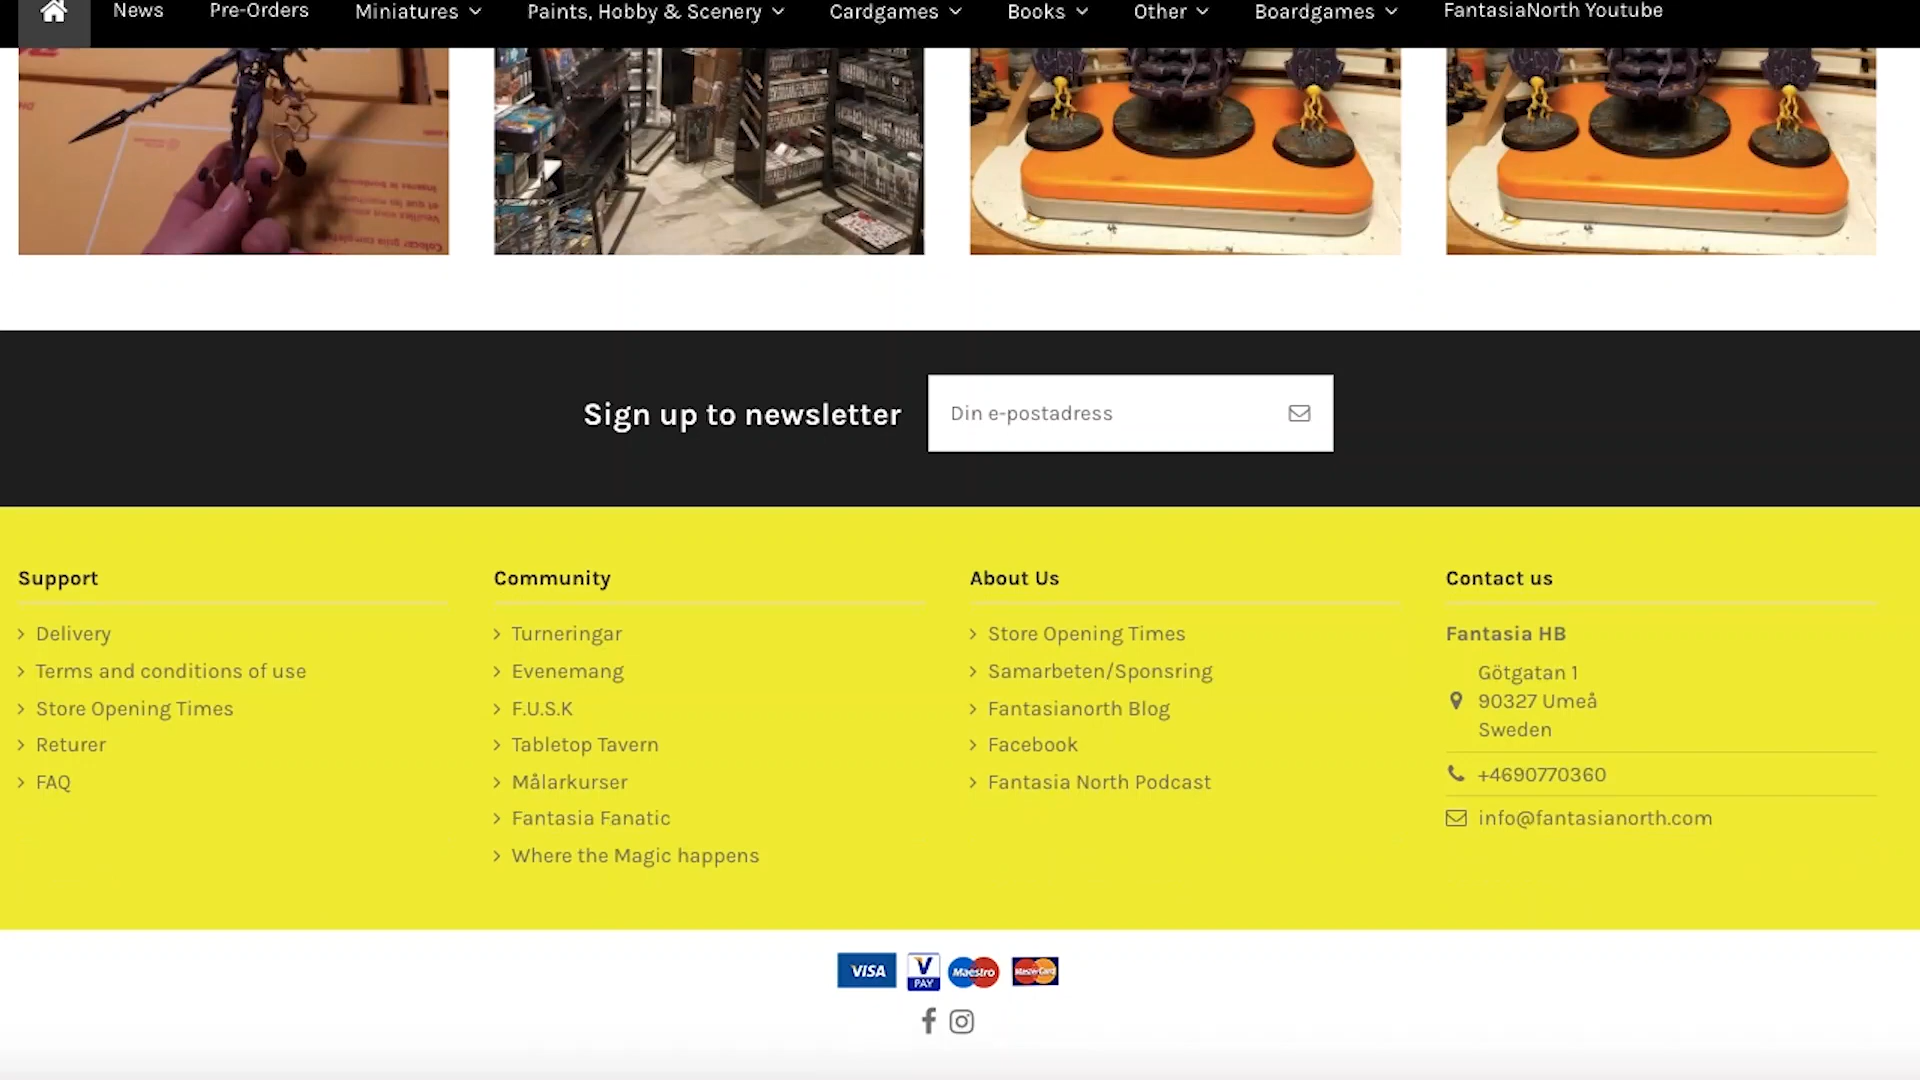 News Pre-Orders Miniatures Paints, Hobby & Scenery Cardgames Books Other Boardgames FantasiaNorth Youtube
Sign up to newsletter
Din e-postadress
Support
Delivery
Terms and conditions of use
Store Opening Times
Returer
FAQ
Community
Turneringar
Evenemang
F.U.S.K
Tabletop Tavern
Målarkurser
Fantasia Fanatic
Where the Magic happens
About Us
Store Opening Times
Samarbeten/Sponsring
Fantasianorth Blog
Facebook
Fantasia North Podcast
Contact us
Fantasia HB
Götgatan 1
90327 Umeå
Sweden
+4690770360
info@fantasianorth.com
VISA
V PAY
Maestro
MasterCard